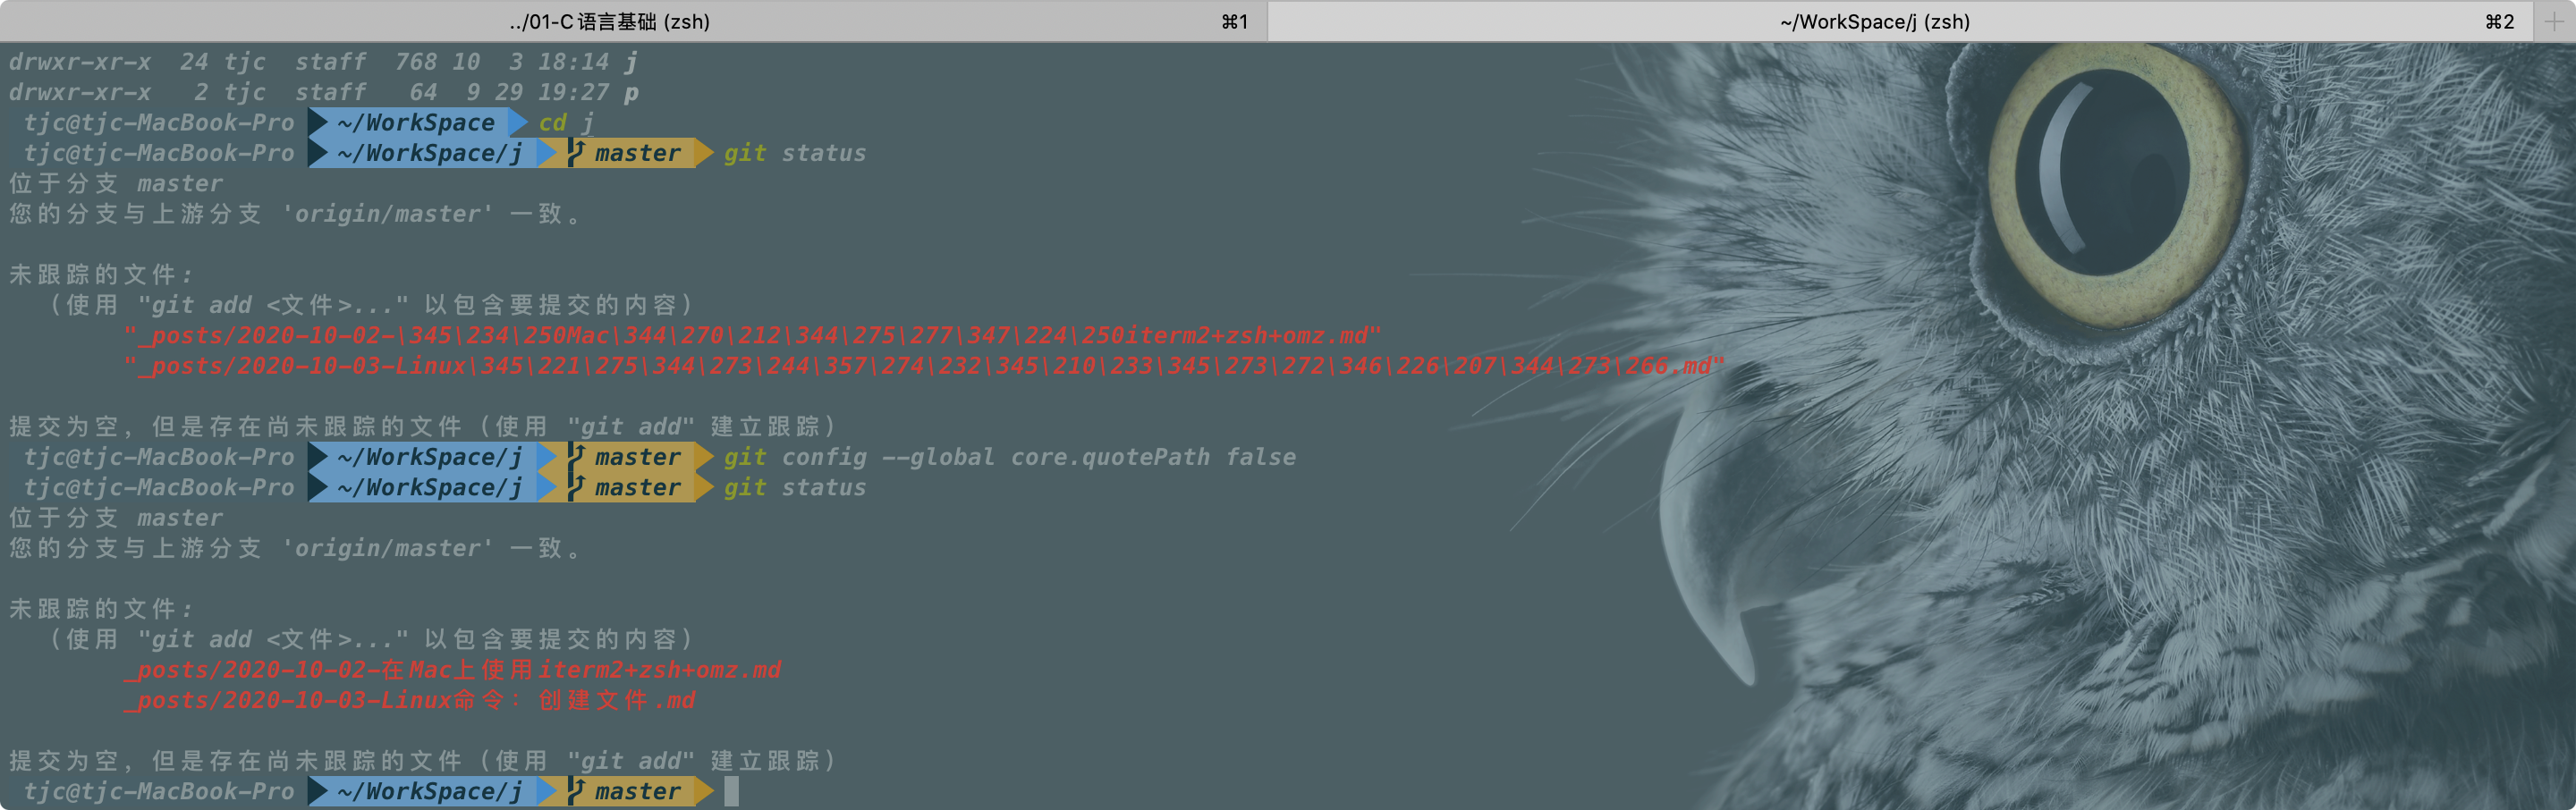 ../01-C语言基础 (zsh) ⌘1 ~/WorkSpace/j (zsh) ⌘2 +
drwxr-xr-x  24 tjc  staff  768 10  3 18:14 j
drwxr-xr-x   2 tjc  staff   64  9 29 19:27 p
tjc@tjc-MacBook-Pro ~/WorkSpace cd j
tjc@tjc-MacBook-Pro ~/WorkSpace/j master git status
位于分支 master
您的分支与上游分支 'origin/master' 一致。
未跟踪的文件:
（使用 "git add <文件>..." 以包含要提交的内容）
"_posts/2020-10-02-\345\234\250Mac\344\270\212\344\275\277\347\224\250iterm2+zsh+omz.md"
"_posts/2020-10-03-Linux\345\221\275\344\273\244\357\274\232\345\210\233\345\273\272\346\226\207\344\273\266.md"
提交为空，但是存在尚未跟踪的文件（使用 "git add" 建立跟踪）
tjc@tjc-MacBook-Pro ~/WorkSpace/j master git config --global core.quotePath false
tjc@tjc-MacBook-Pro ~/WorkSpace/j master git status
位于分支 master
您的分支与上游分支 'origin/master' 一致。
未跟踪的文件:
（使用 "git add <文件>..." 以包含要提交的内容）
_posts/2020-10-02-在Mac上使用iterm2+zsh+omz.md
_posts/2020-10-03-Linux命令：创建文件.md
提交为空，但是存在尚未跟踪的文件（使用 "git add" 建立跟踪）
tjc@tjc-MacBook-Pro ~/WorkSpace/j master